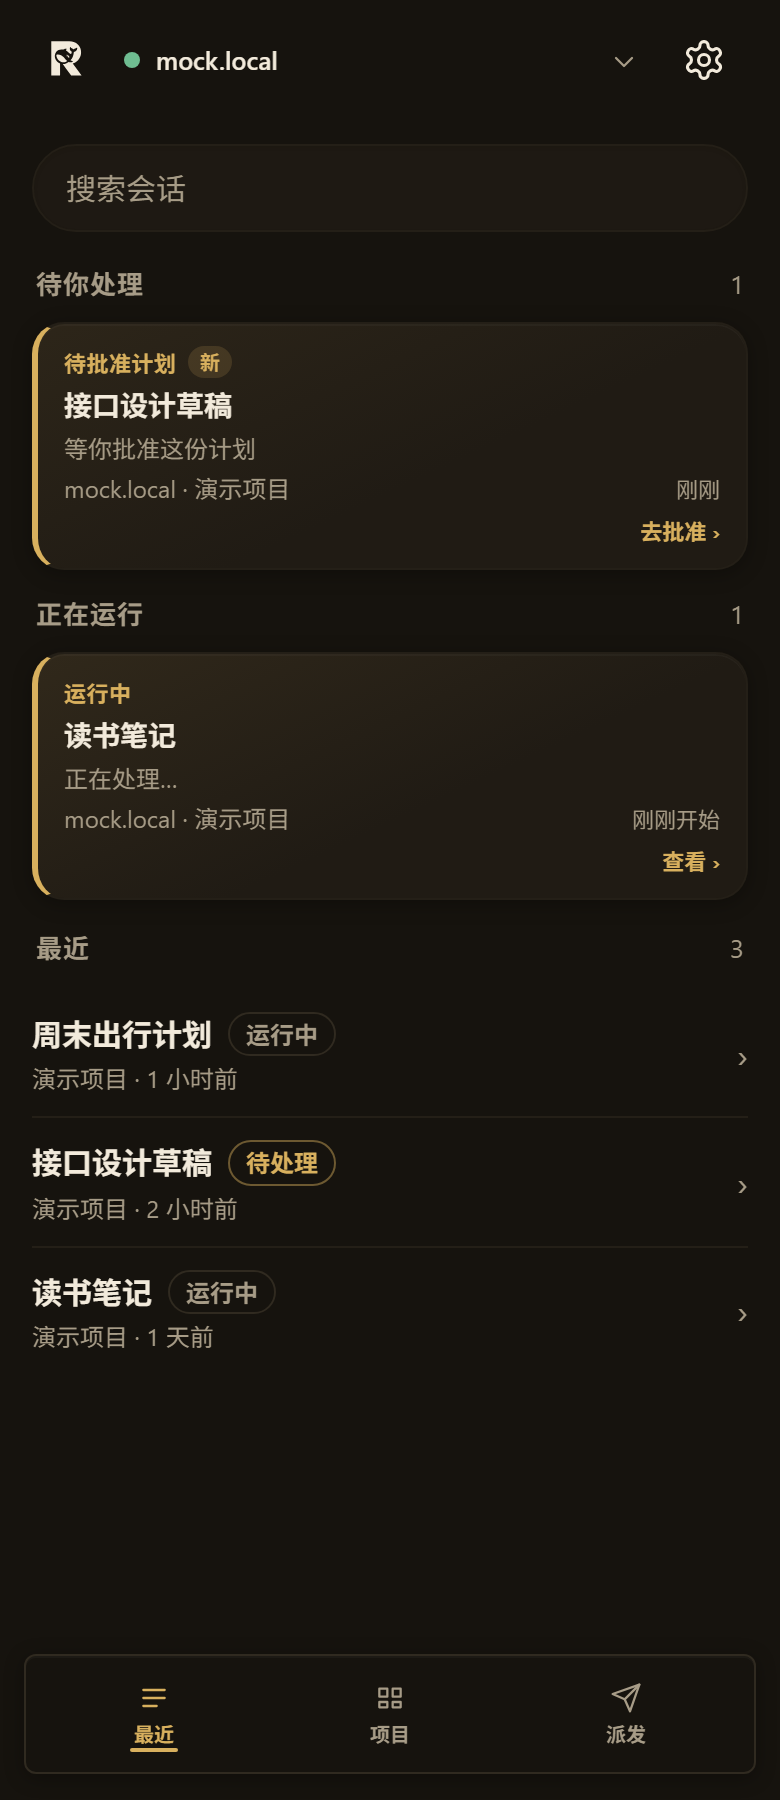 R
mock.local
搜索会话
待你处理 1
待批准计划 新
接口设计草稿
等你批准这份计划
mock.local · 演示项目 刚刚
去批准 ›
正在运行 1
运行中
读书笔记
正在处理...
mock.local · 演示项目 刚刚开始
查看 ›
最近 3
周末出行计划 运行中
演示项目 · 1 小时前 ›
接口设计草稿 待处理
演示项目 · 2 小时前 ›
读书笔记 运行中
演示项目 · 1 天前 ›
最近 项目 派发